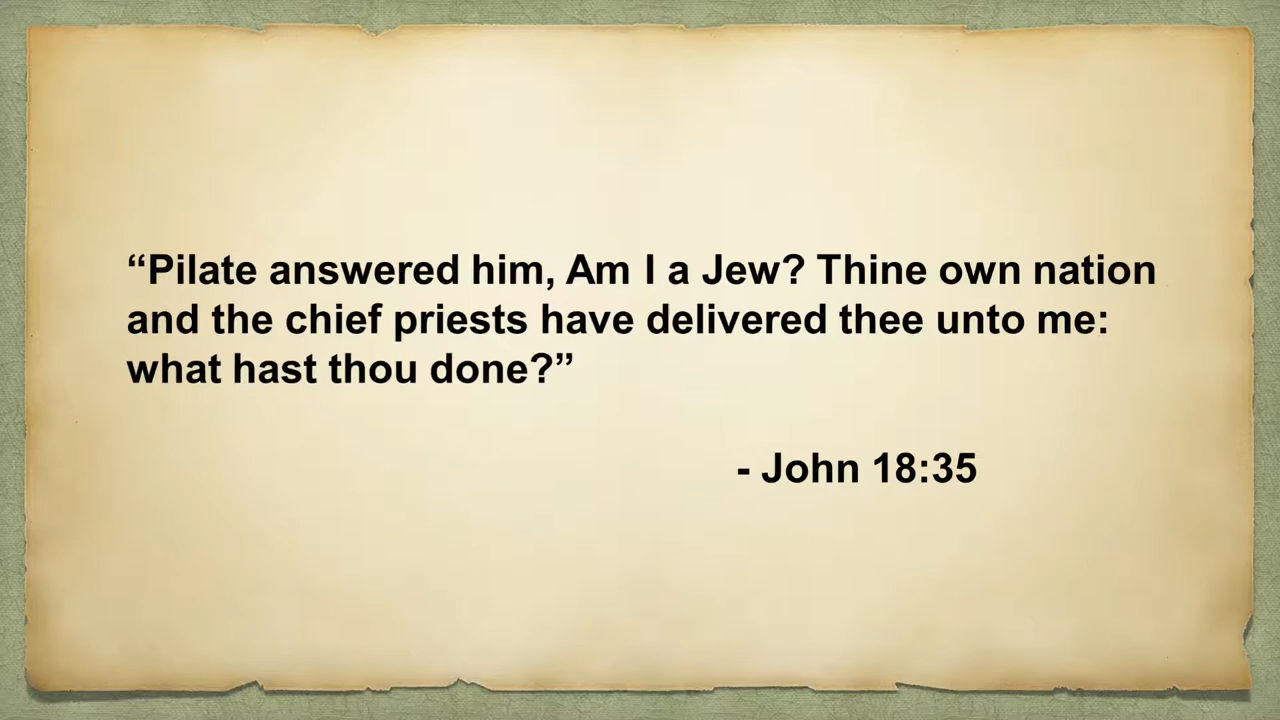 “Pilate answered him, Am I a Jew? Thine own nation
and the chief priests have delivered thee unto me:
what hast thou done?”
- John 18:35